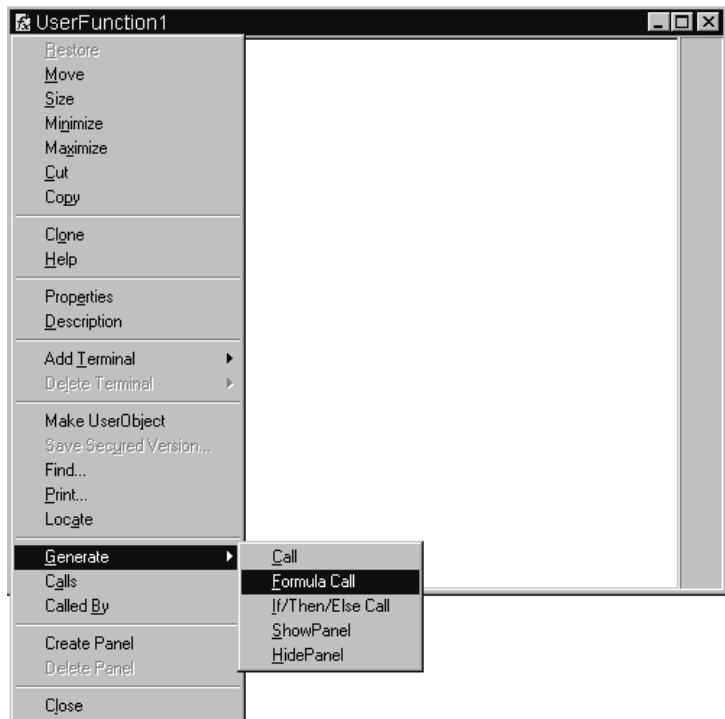 UserFunction1
Restore
Move
Size
Minimize
Maximize
Cut
Copy
Clone
Help
Properties
Description
Add Terminal
Delete Terminal
Make UserObject
Save Secured Version...
Find...
Print...
Locate
Generate
Calls
Called By
Create Panel
Delete Panel
Close
Call
Formula Call
If/Then/Else Call
ShowPanel
HidePanel